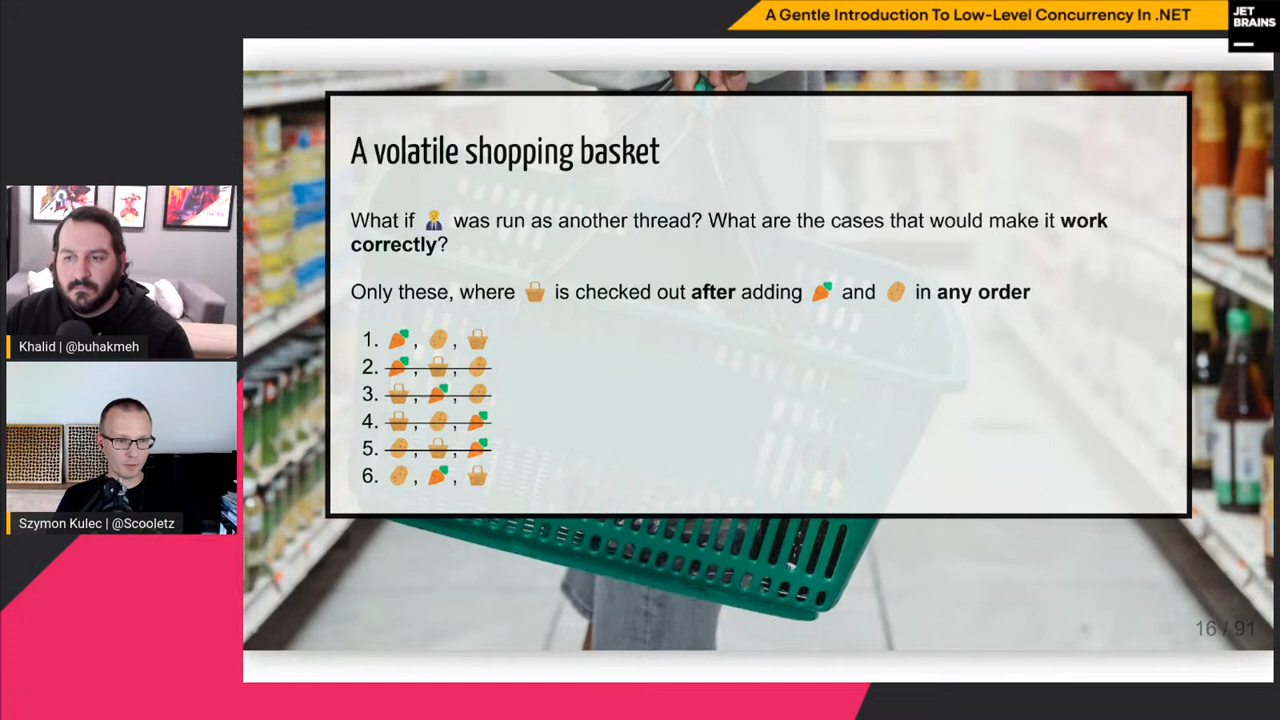 A Gentle Introduction To Low-Level Concurrency In .NET
JET
BRAINS
A volatile shopping basket
What if 👨‍💼 was run as another thread? What are the cases that would make it work
correctly?
Only these, where 🧺 is checked out after adding 🥕 and 🥔 in any order
1. 🥕, 🥔, 🧺
2. 🥕, 🧺, 🥔
3. 🧺, 🥕, 🥔
4. 🧺, 🥔, 🥕
5. 🥔, 🧺, 🥕
6. 🥔, 🥕, 🧺
Khalid | @buhakmeh
Szymon Kulec | @Scooletz
16 / 91